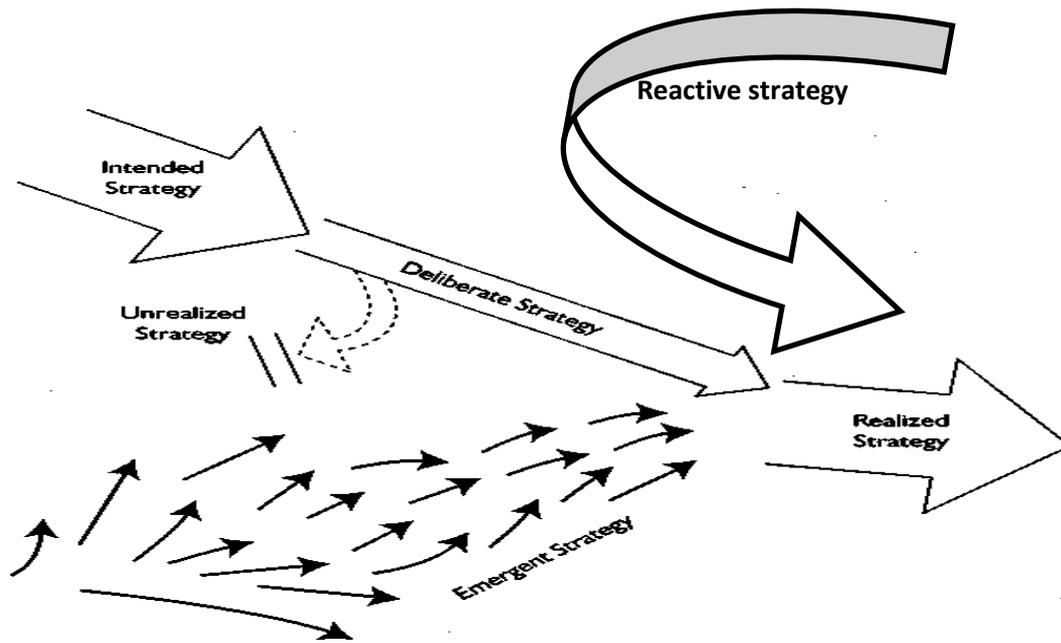 Reactive strategy
Intended
Strategy
Deliberate Strategy
Unrealized
Strategy
Realized
Strategy
Emergent Strategy